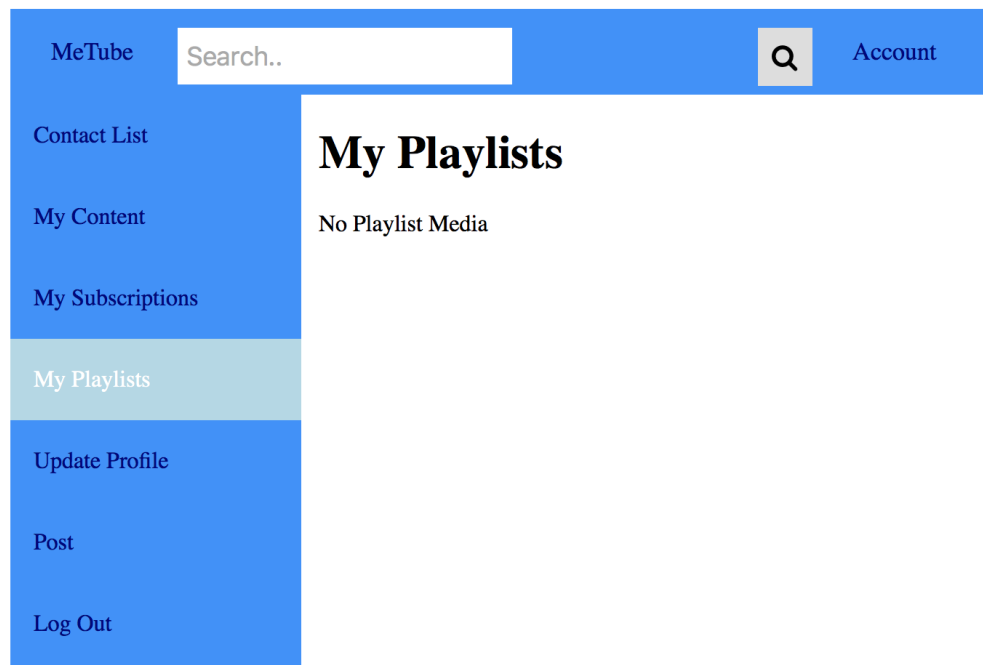 MeTube
Search..
Account
Contact List
My Content
My Subscriptions
My Playlists
Update Profile
Post
Log Out
My Playlists
No Playlist Media